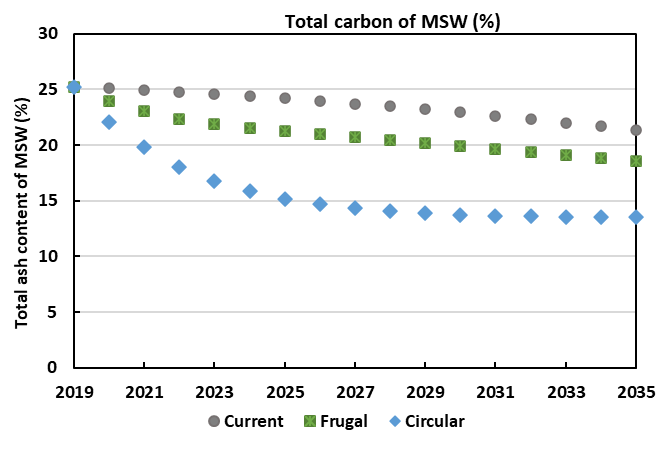 Total carbon of MSW (%)
Total ash content of MSW (%)
30
25
20
15
10
5
0
2019 2021 2023 2025 2027 2029 2031 2033 2035
Current Frugal Circular